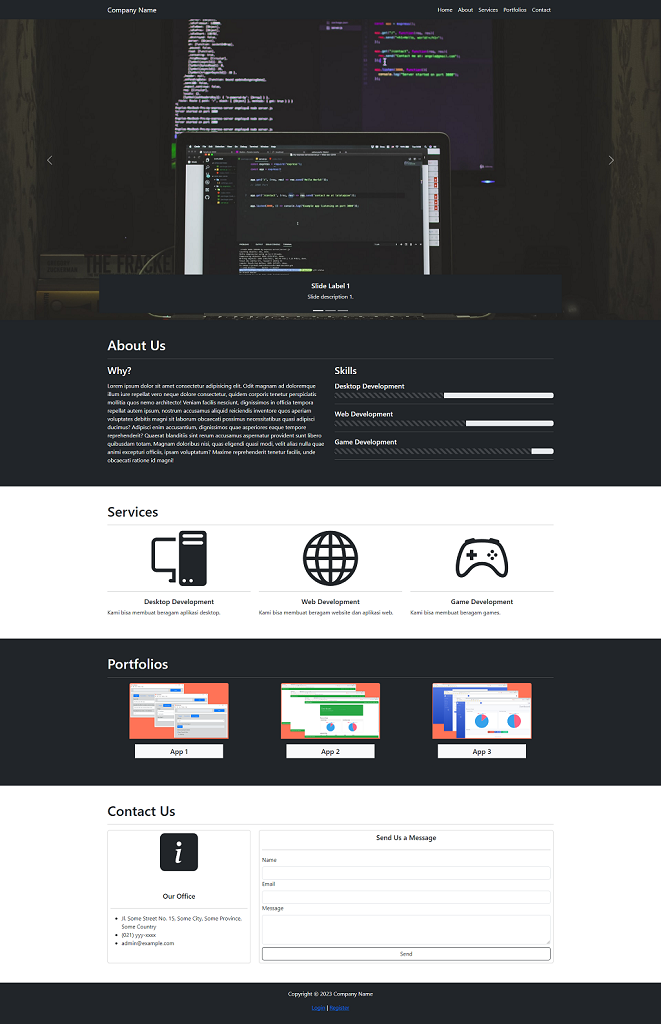 Company Name
Home About Services Portfolios Contact
THE FRACKE
Slide Label 1
Slide description 1.
About Us
Why?
Lorem ipsum dolor sit amet consectetur adipisicing elit. Odit magnam ad doloremque
illum iure repellat vero neque dolore consectetur, quidem corporis tenetur perspiciatis
mollitia quos nemo architecto! Veniam facilis nesciunt, dignissimos in officia tempora
repellat autem ipsum, nostrum accusamus aliquid reiciendis inventore quos aperiam
voluptates debitis magni sit laborum obcaecati possimus necessitatibus quasi adipisci
ducimus? Adipisci enim accusantium, dignissimos quae asperiores eaque tempore
reprehenderit? Quaerat blanditiis sint rerum accusamus aspernatur provident sunt libero
quibusdam totam. Magnam doloribus nisi, quas eligendi quasi modi, velit alias nulla quae
animi excepturi officiis, ipsam voluptatum? Maxime reprehenderit tenetur facilis, unde
obcaecati ratione id magni!
Skills
Desktop Development
Web Development
Game Development
Services
Desktop Development
Kami bisa membuat beragam aplikasi desktop.
Web Development
Kami bisa membuat beragam website dan aplikasi web.
Game Development
Kami bisa membuat beragam games.
Portfolios
App 1
App 2
App 3
Contact Us
i
Our Office
Jl. Some Street No. 15, Some City, Some Province,
Some Country
(021) yyy-xxxx
admin@example.com
Send Us a Message
Name
Email
Message
Send
Copyright © 2023 Company Name
Login | Register